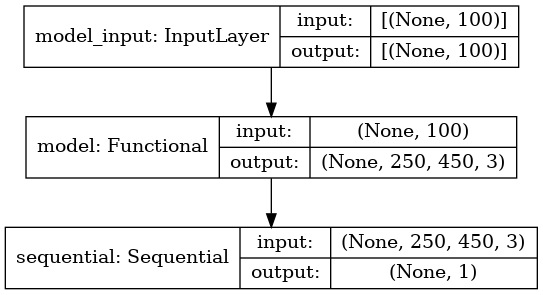 model_input: InputLayer
input: [(None, 100)]
output: [(None, 100)]
model: Functional
input: (None, 100)
output: (None, 250, 450, 3)
sequential: Sequential
input: (None, 250, 450, 3)
output: (None, 1)